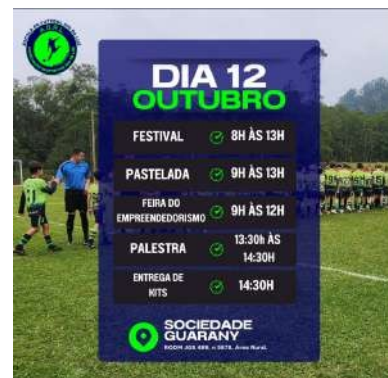 DIA 12
OUTUBRO
FESTIVAL 8H ÀS 13H
PASTELADA 9H ÀS 13H
FEIRA DO
EMPREENDEDORISMO 9H ÀS 12H
PALESTRA 13:30h ÀS
14:30H
ENTREGA DE
KITS 14:30H
SOCIEDADE
GUARANY